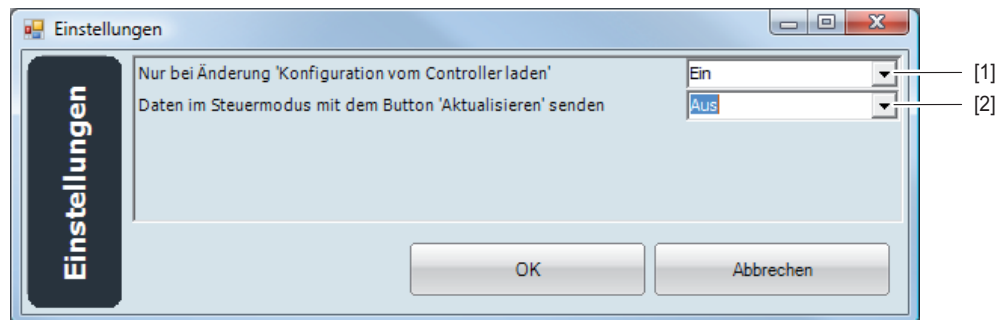 Einstellungen
Einstellungen
Nur bei Änderung 'Konfiguration vom Controller laden' Ein [1]
Daten im Steuermodus mit dem Button 'Aktualisieren' senden Aus [2]
OK Abbrechen